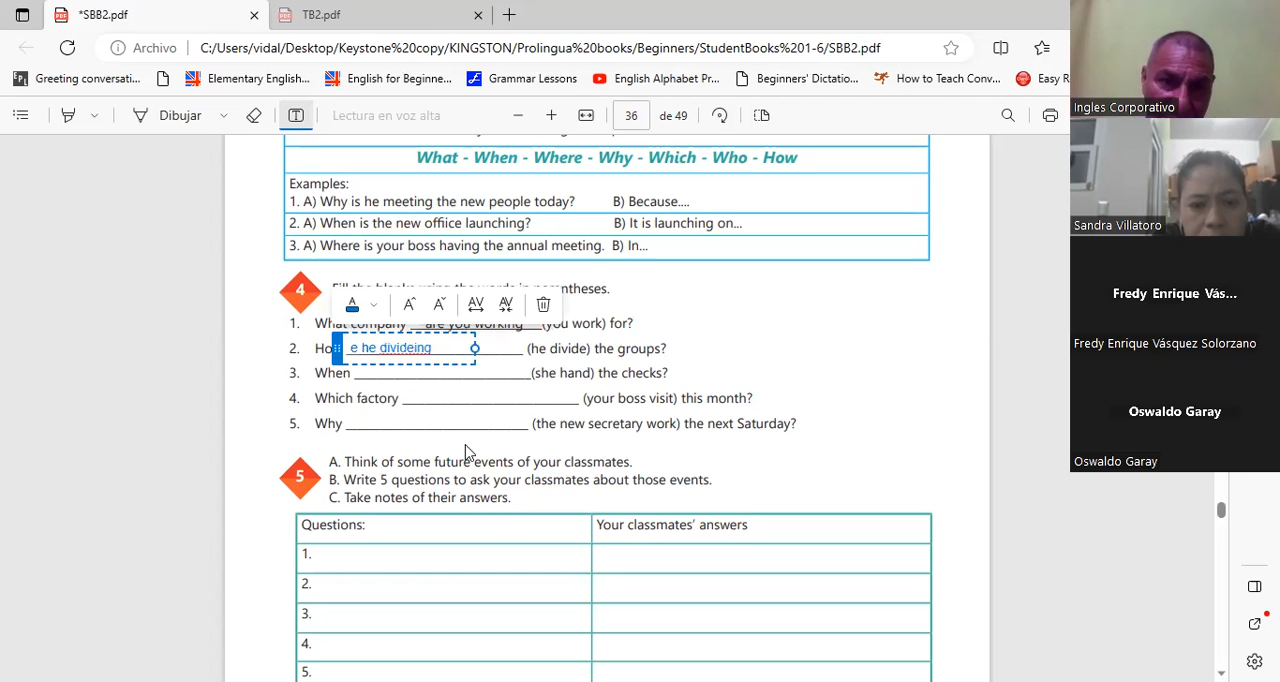 *SBB2.pdf
TB2.pdf
Archivo
C:/Users/vidal/Desktop/Keystone%20copy/KINGSTON/Prolingua%20books/Beginners/StudentBooks%201-6/SBB2.pdf
Greeting conversati...
Elementary English...
English for Beginne...
Grammar Lessons
English Alphabet Pr...
Beginners' Dictatio...
How to Teach Conv...
Easy R
Dibujar
Lectura en voz alta
36
de 49
What - When - Where - Why - Which - Who - How
Examples:
1. A) Why is he meeting the new people today? B) Because....
2. A) When is the new offiice launching? B) It is launching on...
3. A) Where is your boss having the annual meeting. B) In...
4
parentheses.
1. What company are you working (you work) for?
2. Ho e he divideing (he divide) the groups?
3. When (she hand) the checks?
4. Which factory (your boss visit) this month?
5. Why (the new secretary work) the next Saturday?
5
A. Think of some future events of your classmates.
B. Write 5 questions to ask your classmates about those events.
C. Take notes of their answers.
Questions: Your classmates' answers
1.
2.
3.
4.
5.
Ingles Corporativo
Sandra Villatoro
Fredy Enrique Vás...
Fredy Enrique Vásquez Solorzano
Oswaldo Garay
Oswaldo Garay